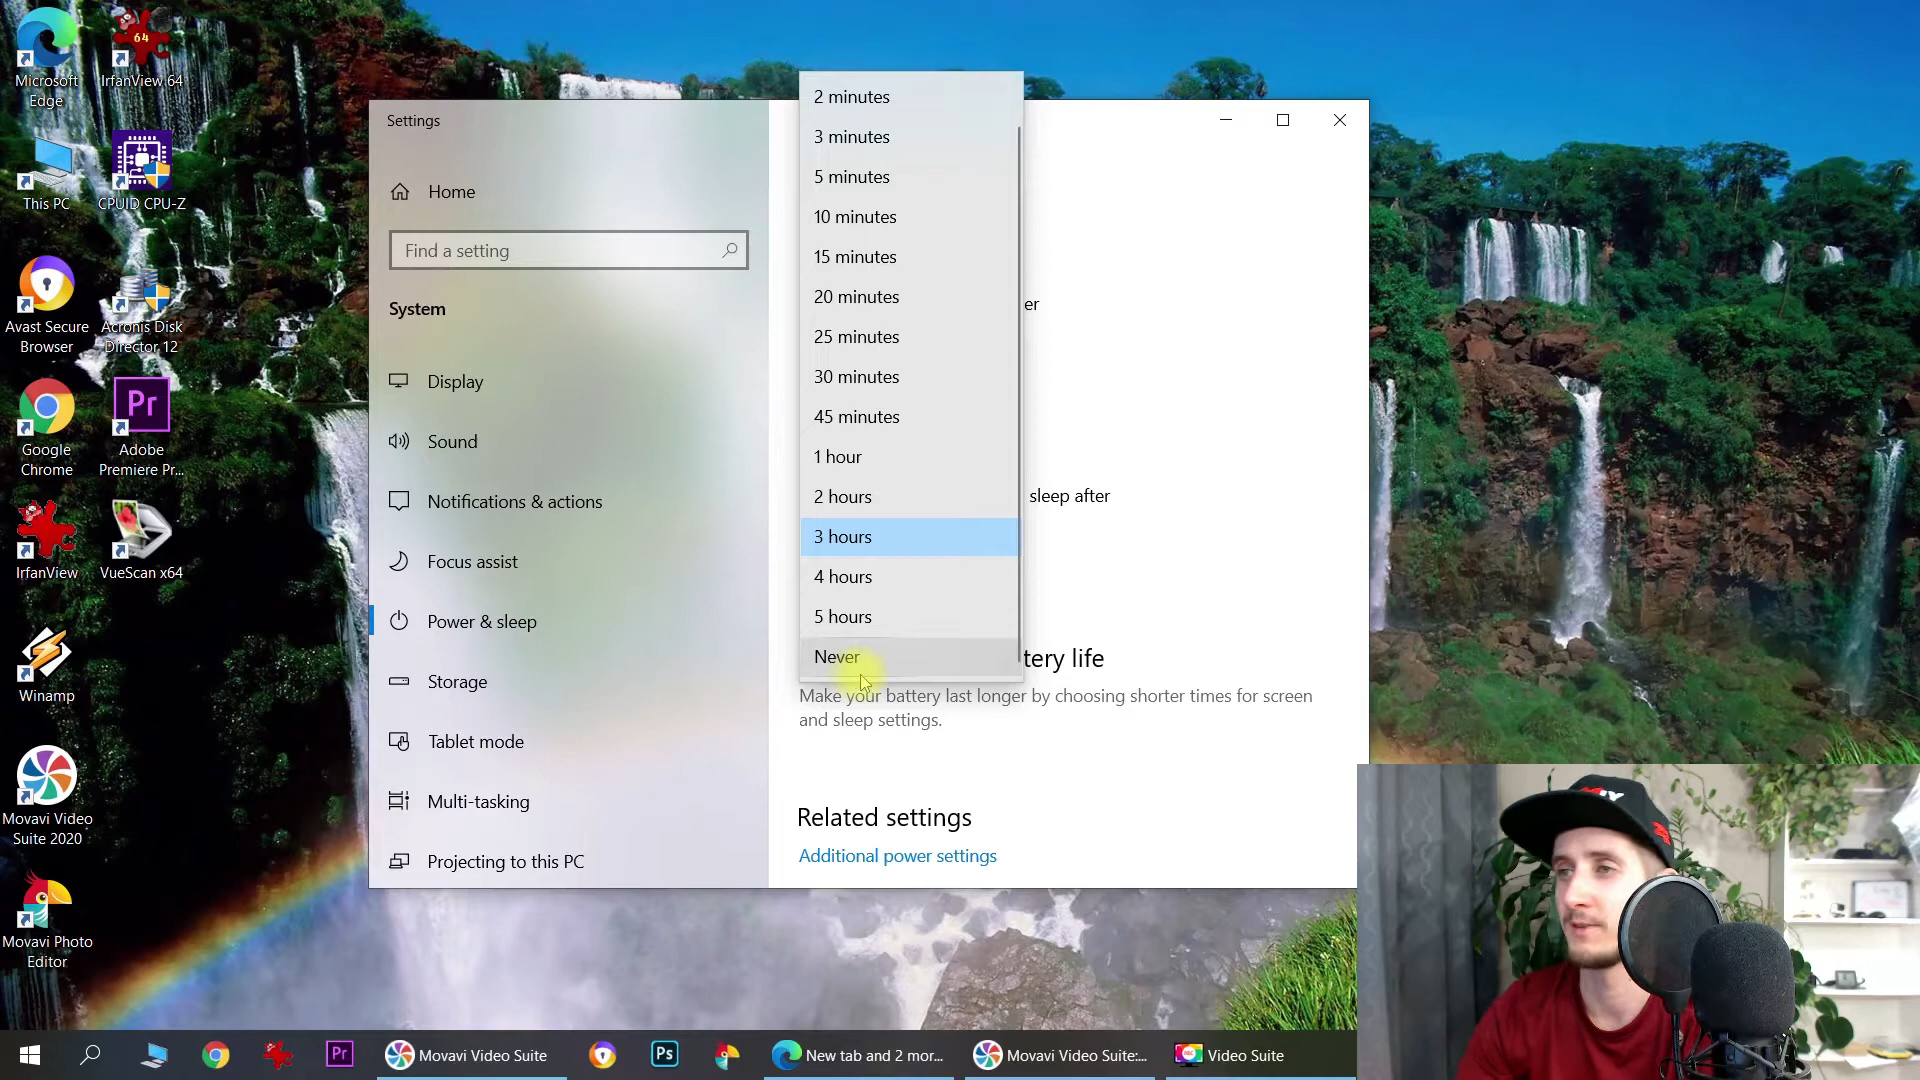 Microsoft
Edge
64
IrfanView 64
This PC
CPUID CPU-Z
Avast Secure
Browser
Acronis Disk
Director 12
Google
Chrome
Pr
Adobe
Premiere Pr...
IrfanView
VueScan x64
Winamp
Movavi Video
Suite 2020
Movavi Photo
Editor
Settings
Home
Find a setting
System
Display
Sound
Notifications & actions
Focus assist
Power & sleep
Storage
Tablet mode
Multi-tasking
Projecting to this PC
2 minutes
3 minutes
5 minutes
10 minutes
15 minutes
20 minutes
25 minutes
30 minutes
45 minutes
1 hour
2 hours
3 hours
4 hours
5 hours
Never
er
sleep after
tery life
Make your battery last longer by choosing shorter times for screen
and sleep settings.
Related settings
Additional power settings
Pr
Movavi Video Suite
Ps
New tab and 2 mor...
Movavi Video Suite:...
Video Suite